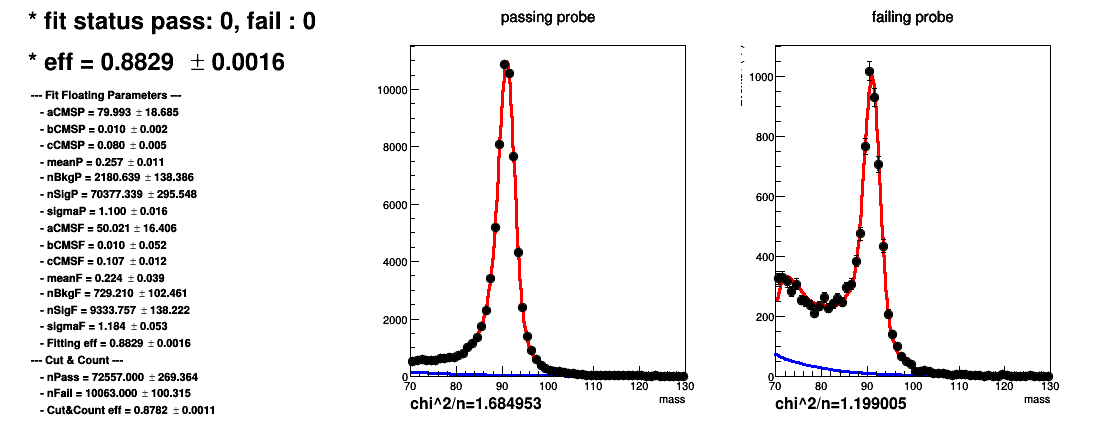 * fit status pass: 0, fail : 0
* eff = 0.8829 ± 0.0016
--- Fit Floating Parameters ---
- aCMSP = 79.993 ± 18.685
- bCMSP = 0.010 ± 0.002
- cCMSP = 0.080 ± 0.005
- meanP = 0.257 ± 0.011
- nBkgP = 2180.639 ± 138.386
- nSigP = 70377.339 ± 295.548
- sigmaP = 1.100 ± 0.016
- aCMSF = 50.021 ± 16.406
- bCMSF = 0.010 ± 0.052
- cCMSF = 0.107 ± 0.012
- meanF = 0.224 ± 0.039
- nBkgF = 729.210 ± 102.461
- nSigF = 9333.757 ± 138.222
- sigmaF = 1.184 ± 0.053
- Fitting eff = 0.8829 ± 0.0016
--- Cut & Count ---
- nPass = 72557.000 ± 269.364
- nFail = 10063.000 ± 100.315
- Cut&Count eff = 0.8782 ± 0.0011
passing probe
10000
8000
6000
4000
2000
0
70 80 90 100 110 120 130
mass
chi^2/n=1.684953
failing probe
1000
800
600
400
200
0
70 80 90 100 110 120 130
mass
chi^2/n=1.199005